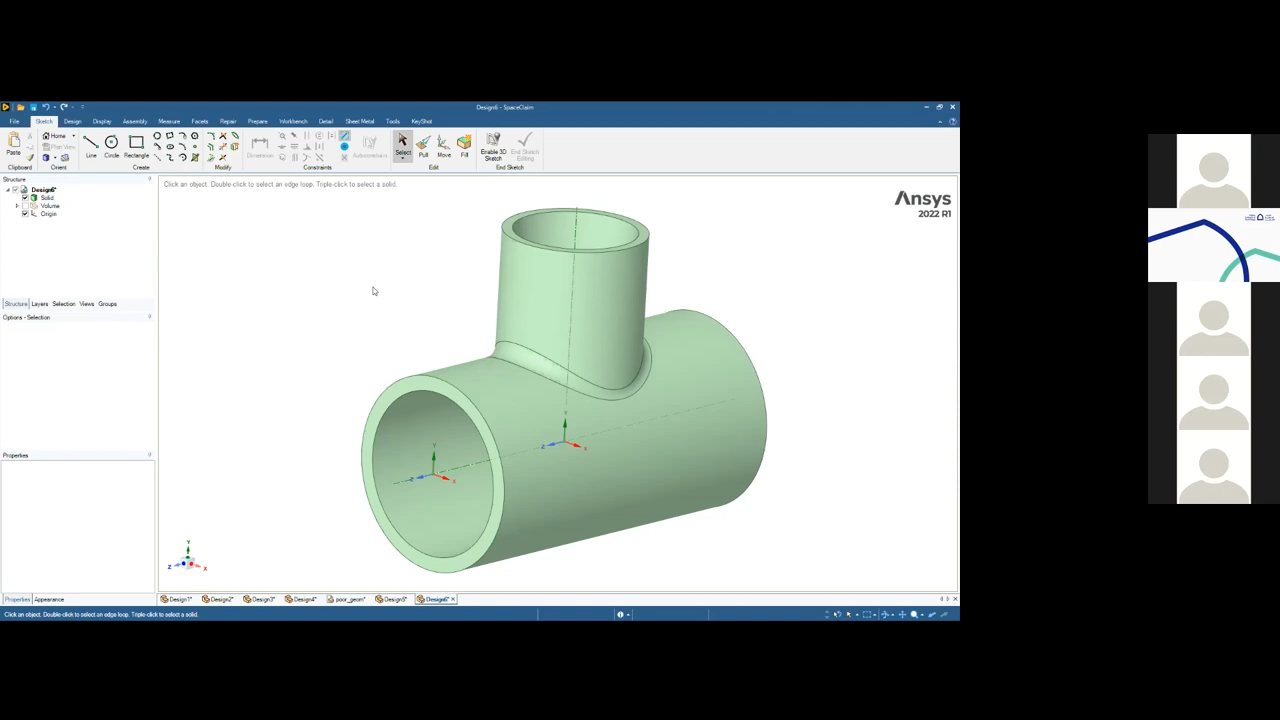 Design6 - SpaceClaim
File Sketch Design Display Assembly Measure Facets Repair Prepare Workbench Detail Sheet Metal Tools KeyShot
Home
Plan View
Paste
Line Circle Rectangle
Dimension
Select Pull Move Fill
Enable 3D Sketch
End Sketch Editing
Clipboard Orient Create Modify Constraints Edit End Sketch
Structure
Click an object. Double-click to select an edge loop. Triple-click to select a solid.
Design6*
Solid
Volume
Origin
Ansys
2022 R1
Structure Layers Selection Views Groups
Options - Selection
Properties
Y
Z
X
Y
Z
X
Y
Z
X
Properties Appearance
Design1* Design2* Design3* Design4* poor_geom* Design5* Design6*
Click an object. Double-click to select an edge loop. Triple-click to select a solid.